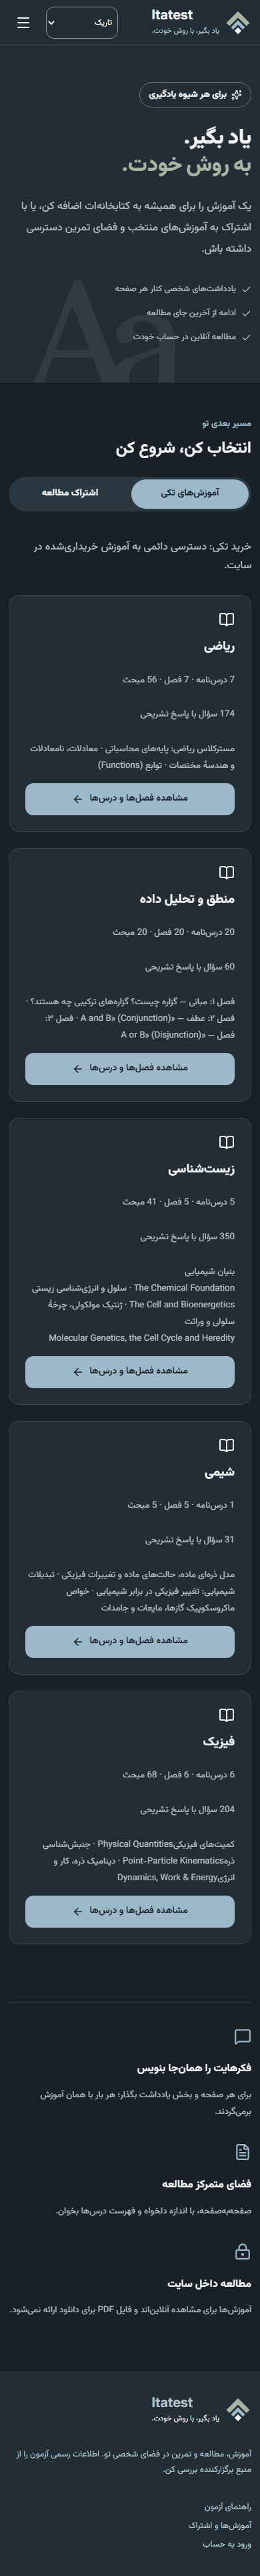 Itatest
یاد بگیر، با روش خودت.
تاریک
برای هر شیوه یادگیری
یاد بگیر.
به روش خودت.
یک آموزش را برای همیشه به کتابخانه‌ات اضافه کن، یا با
اشتراک به آموزش‌های منتخب و فضای تمرین دسترسی
داشته باش.
یادداشت‌های شخصی کنار هر صفحه
ادامه از آخرین جای مطالعه
مطالعه آنلاین در حساب خودت
Aa
مسیر بعدی تو
انتخاب کن، شروع کن
آموزش‌های تکی
اشتراک مطالعه
خرید تکی: دسترسی دائمی به آموزش خریداری‌شده در
سایت.
ریاضی
7 درس‌نامه · 7 فصل · 56 مبحث
174 سؤال با پاسخ تشریحی
مسترکلاس ریاضی: پایه‌های محاسباتی · معادلات، نامعادلات
و هندسهٔ مختصات · توابع (Functions)
مشاهده فصل‌ها و درس‌ها
منطق و تحلیل داده
20 درس‌نامه · 20 فصل · 20 مبحث
60 سؤال با پاسخ تشریحی
فصل ۱: مبانی — گزاره چیست؟ گزاره‌های ترکیبی چه هستند؟ ·
فصل ۲: عطف — «A and B» (Conjunction) · فصل ۳:
فصل — «A or B» (Disjunction)
مشاهده فصل‌ها و درس‌ها
زیست‌شناسی
5 درس‌نامه · 5 فصل · 41 مبحث
350 سؤال با پاسخ تشریحی
بنیان شیمیایی
The Chemical Foundation · سلول و انرژی‌شناسی زیستی
The Cell and Bioenergetics · ژنتیک مولکولی، چرخهٔ
سلولی و وراثت
Molecular Genetics, the Cell Cycle and Heredity
مشاهده فصل‌ها و درس‌ها
شیمی
1 درس‌نامه · 5 فصل · 5 مبحث
31 سؤال با پاسخ تشریحی
مدل ذره‌ای ماده، حالت‌های ماده و تغییرات فیزیکی · تبدیلات
شیمیایی: تغییر فیزیکی در برابر شیمیایی · خواص
ماکروسکوپیک گازها، مایعات و جامدات
مشاهده فصل‌ها و درس‌ها
فیزیک
6 درس‌نامه · 6 فصل · 68 مبحث
204 سؤال با پاسخ تشریحی
کمیت‌های فیزیکیPhysical Quantities · جنبش‌شناسی
ذرهPoint-Particle Kinematics · دینامیک ذره، کار و
انرژیDynamics, Work & Energy
مشاهده فصل‌ها و درس‌ها
فکرهایت را همان‌جا بنویس
برای هر صفحه و بخش یادداشت بگذار؛ هر بار با همان آموزش
برمی‌گردند.
فضای متمرکز مطالعه
صفحه‌به‌صفحه، با اندازه دلخواه و فهرست درس‌ها بخوان.
مطالعه داخل سایت
آموزش‌ها برای مشاهده آنلاین‌اند و فایل PDF برای دانلود ارائه نمی‌شود.
Itatest
یاد بگیر، با روش خودت.
آموزش، مطالعه و تمرین در فضای شخصی تو. اطلاعات رسمی آزمون را از
منبع برگزارکننده بررسی کن.
راهنمای آزمون
آموزش‌ها و اشتراک
ورود به حساب